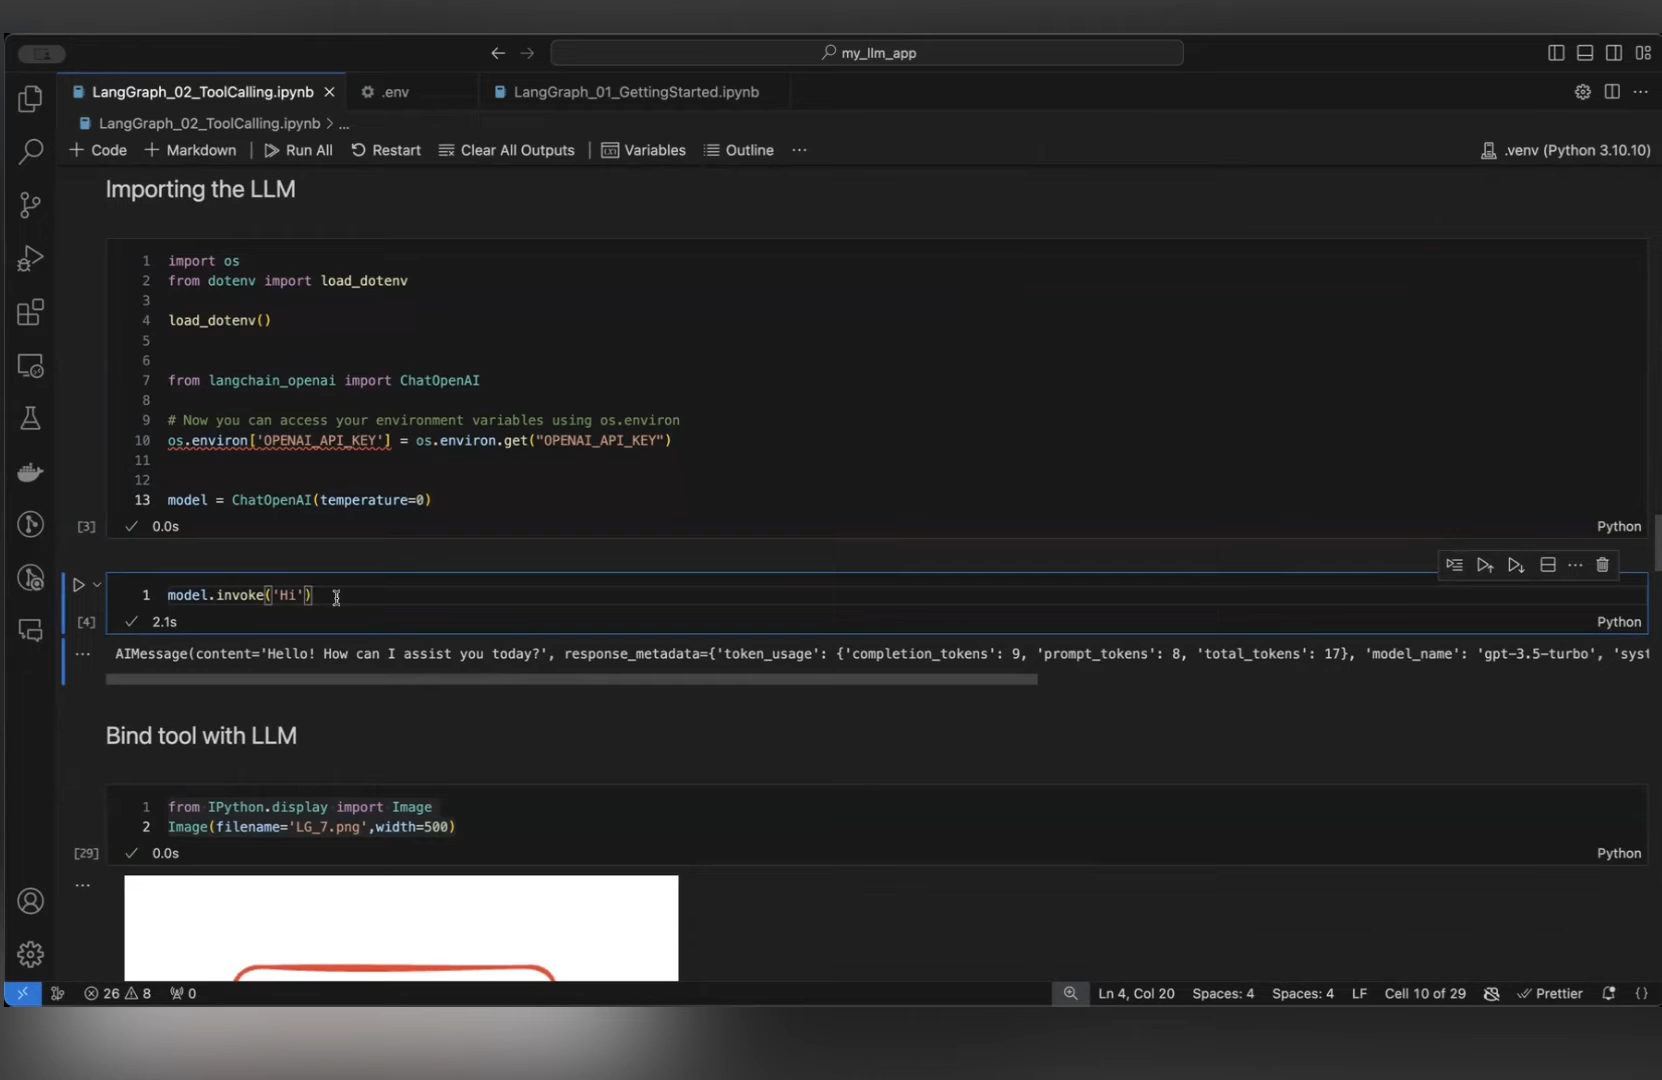 my_llm_app
LangGraph_02_ToolCalling.ipynb
.env
LangGraph_01_GettingStarted.ipynb
LangGraph_02_ToolCalling.ipynb > ...
+ Code + Markdown Run All Restart Clear All Outputs Variables Outline ... .venv (Python 3.10.10)
Importing the LLM
1 import os
2 from dotenv import load_dotenv
3
4 load_dotenv()
5
6
7 from langchain_openai import ChatOpenAI
8
9 # Now you can access your environment variables using os.environ
10 os.environ['OPENAI_API_KEY'] = os.environ.get("OPENAI_API_KEY")
11
12
13 model = ChatOpenAI(temperature=0)
[3] 0.0s Python
1 model.invoke('Hi')
[4] 2.1s Python
AIMessage(content='Hello! How can I assist you today?', response_metadata={'token_usage': {'completion_tokens': 9, 'prompt_tokens': 8, 'total_tokens': 17}, 'model_name': 'gpt-3.5-turbo', 'syst
Bind tool with LLM
1 from IPython.display import Image
2 Image(filename='LG_7.png',width=500)
[29] 0.0s Python
26 8 0 Ln 4, Col 20 Spaces: 4 Spaces: 4 LF Cell 10 of 29 Prettier {}